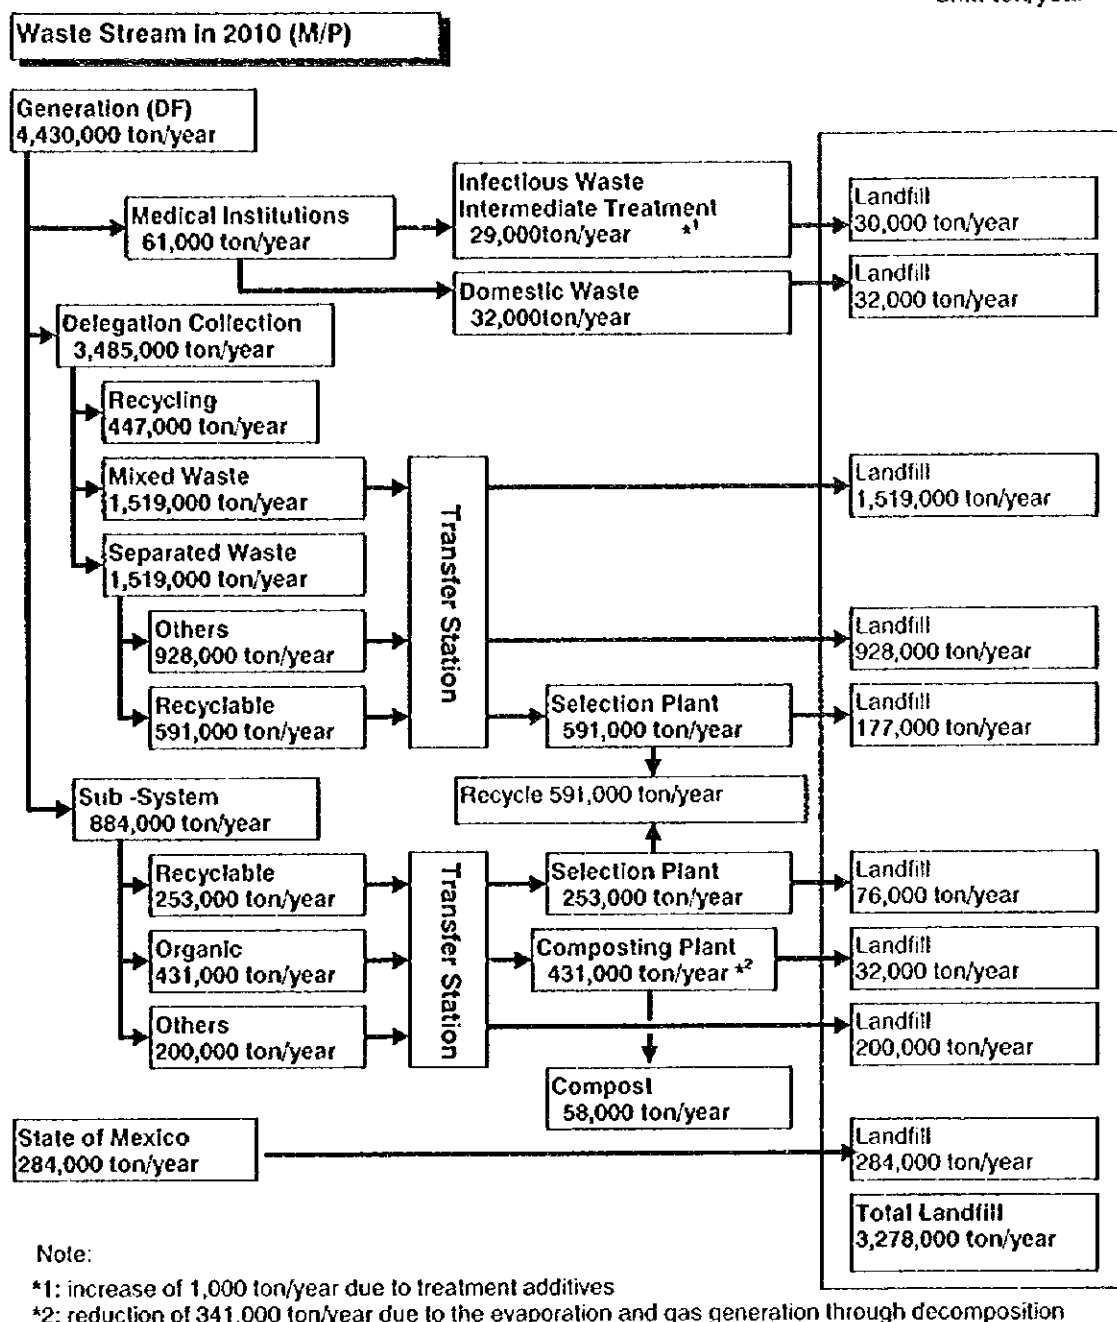 Waste Stream in 2010 (M/P)
Generation (DF)
4,430,000 ton/year
Medical Institutions
61,000 ton/year
Infectious Waste
Intermediate Treatment
29,000ton/year *1
Landfill
30,000 ton/year
Domestic Waste
32,000ton/year
Landfill
32,000 ton/year
Delegation Collection
3,485,000 ton/year
Recycling
447,000 ton/year
Mixed Waste
1,519,000 ton/year
Transfer Station
Landfill
1,519,000 ton/year
Separated Waste
1,519,000 ton/year
Others
928,000 ton/year
Landfill
928,000 ton/year
Recyclable
591,000 ton/year
Selection Plant
591,000 ton/year
Landfill
177,000 ton/year
Recycle 591,000 ton/year
Sub -System
884,000 ton/year
Recyclable
253,000 ton/year
Transfer Station
Selection Plant
253,000 ton/year
Landfill
76,000 ton/year
Organic
431,000 ton/year
Composting Plant
431,000 ton/year *2
Landfill
32,000 ton/year
Others
200,000 ton/year
Landfill
200,000 ton/year
Compost
58,000 ton/year
State of Mexico
284,000 ton/year
Landfill
284,000 ton/year
Total Landfill
3,278,000 ton/year
Note:
*1: increase of 1,000 ton/year due to treatment additives
*2: reduction of 341,000 ton/year due to the evaporation and gas generation through decomposition